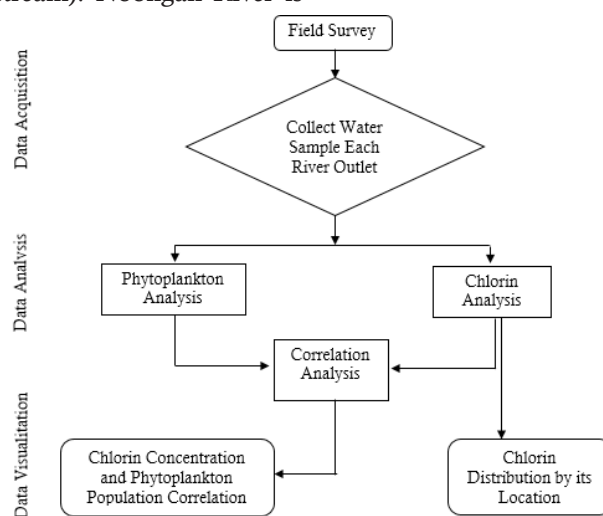 stream). Noongan River is
Field Survey
Data Acquisition
Collect Water
Sample Each
River Outlet
Data Analysis
Phytoplankton
Analysis
Chlorin
Analysis
Correlation
Analysis
Data Visualitation
Chlorin Concentration
and Phytoplankton
Population Correlation
Chlorin
Distribution by its
Location